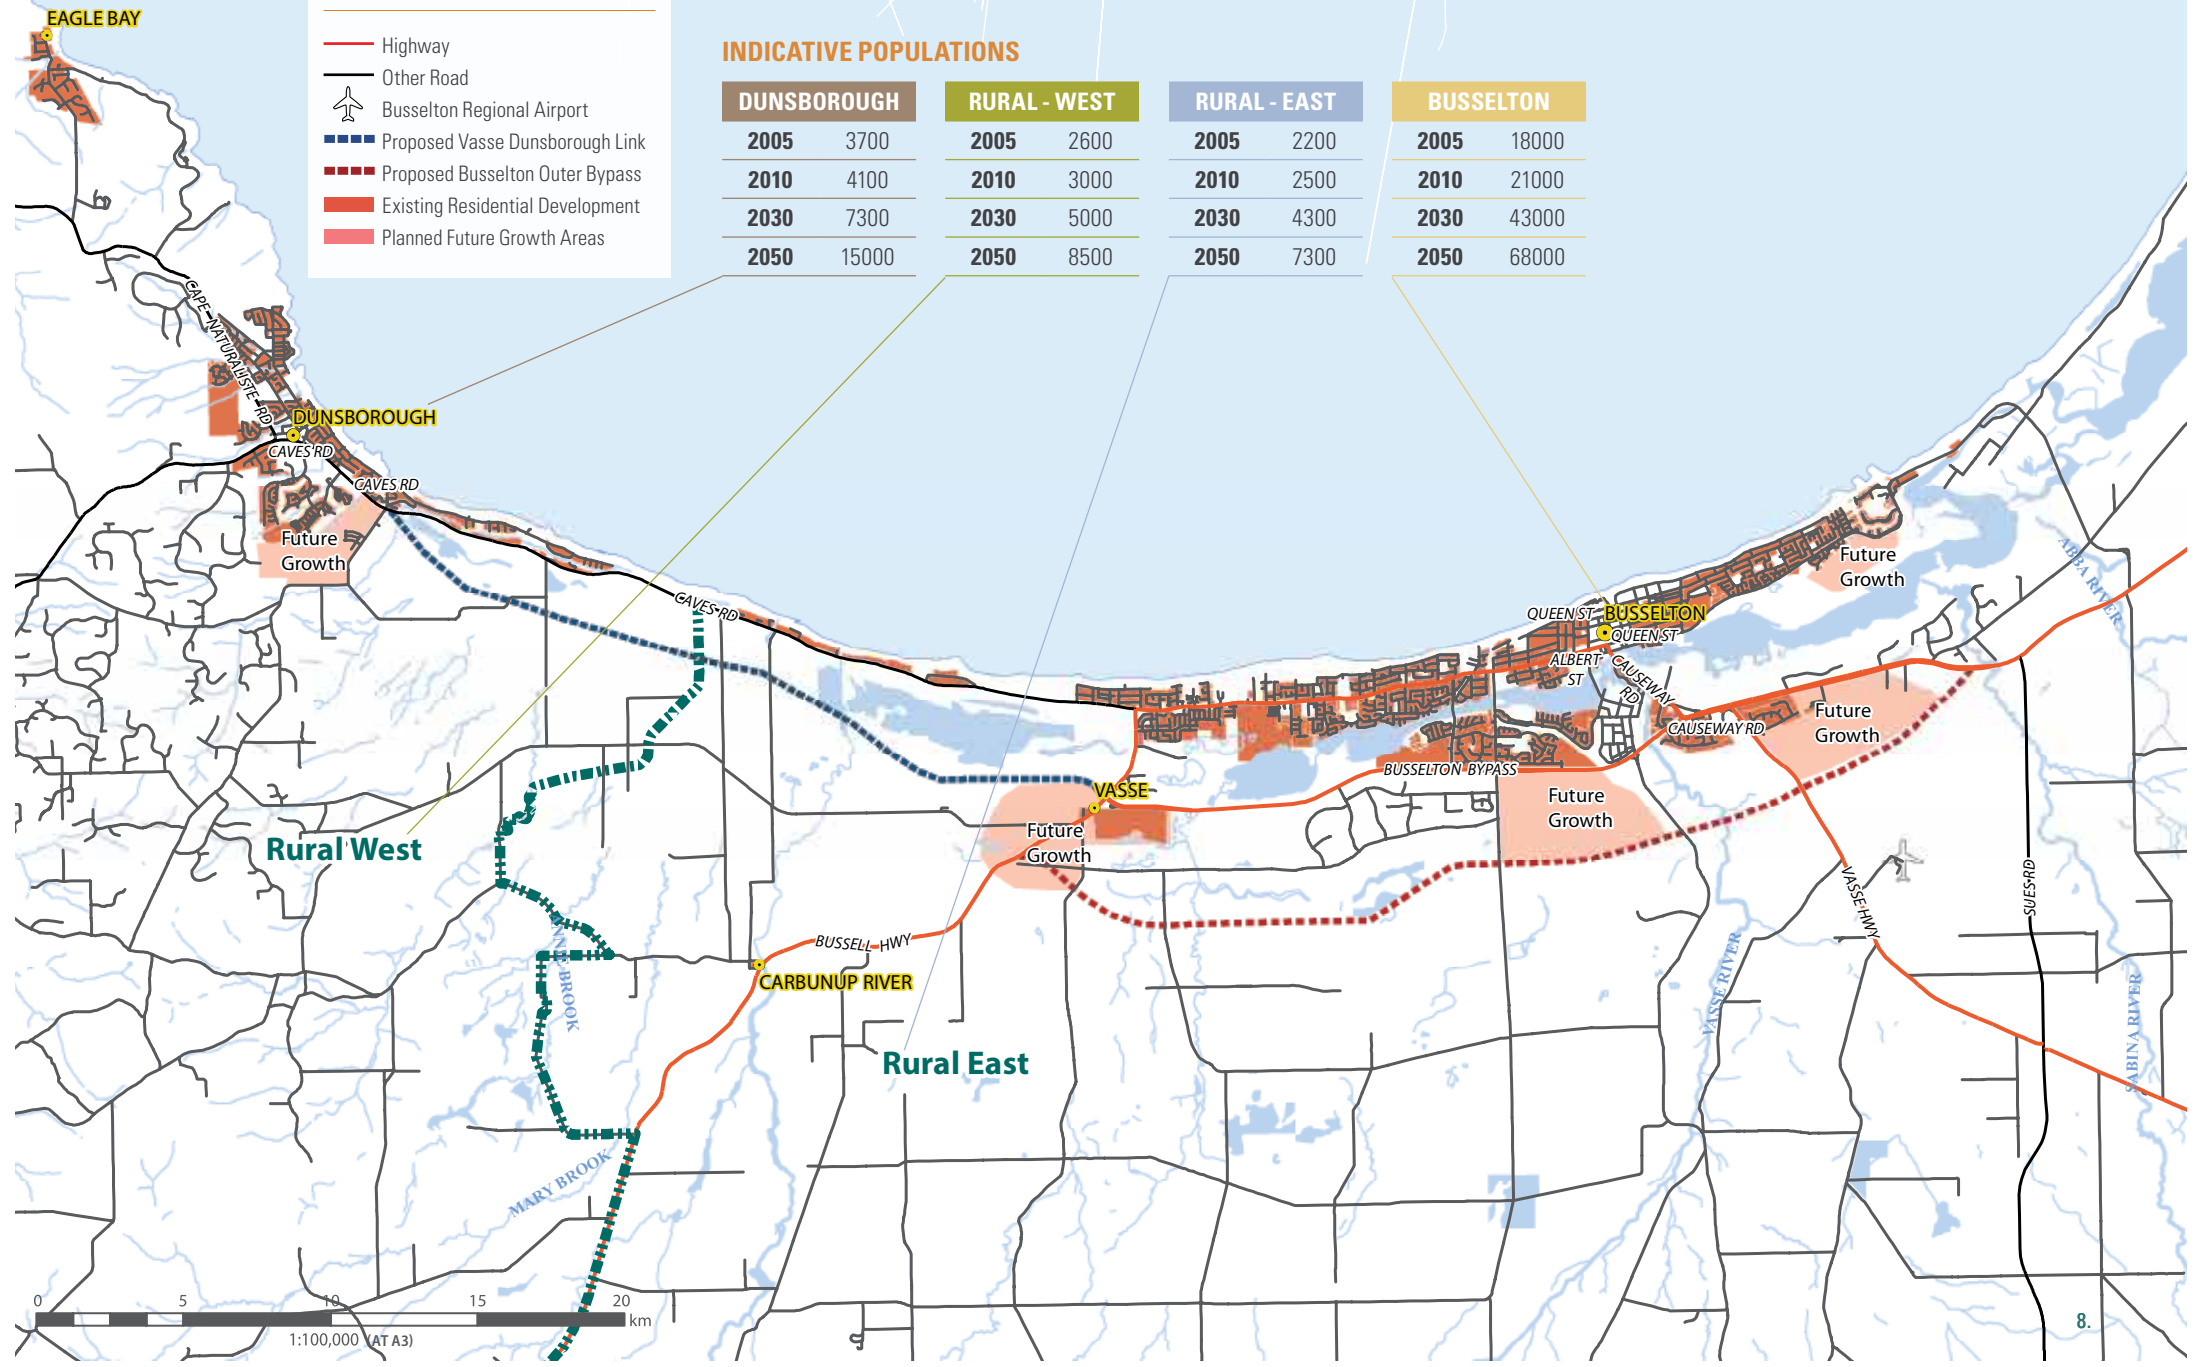 EAGLE BAY
Highway
Other Road
Busselton Regional Airport
Proposed Vasse Dunsborough Link
Proposed Busselton Outer Bypass
Existing Residential Development
Planned Future Growth Areas
INDICATIVE POPULATIONS
DUNSBOROUGH
2005 3700
2010 4100
2030 7300
2050 15000
RURAL - WEST
2005 2600
2010 3000
2030 5000
2050 8500
RURAL - EAST
2005 2200
2010 2500
2030 4300
2050 7300
BUSSELTON
2005 18000
2010 21000
2030 43000
2050 68000
CAPE NATURALISTE RD
DUNSBOROUGH
CAVES RD
CAVES RD
Future
Growth
CAVES RD
QUEEN ST
BUSSELTON
QUEEN ST
ALBERT
ST
CAUSEWAY
RD
CAUSEWAY RD
Future
Growth
ABBA RIVER
Future
Growth
BUSSELTON BYPASS
VASSE
Future
Growth
Future
Growth
Rural West
VASSE HWY
SUES RD
BUSSELL HWY
CARBUNUP RIVER
ANNIE BROOK
VASSE RIVER
SABINA RIVER
Rural East
MARY BROOK
0 5 10 15 20
km
1:100,000 (AT A3)
8.